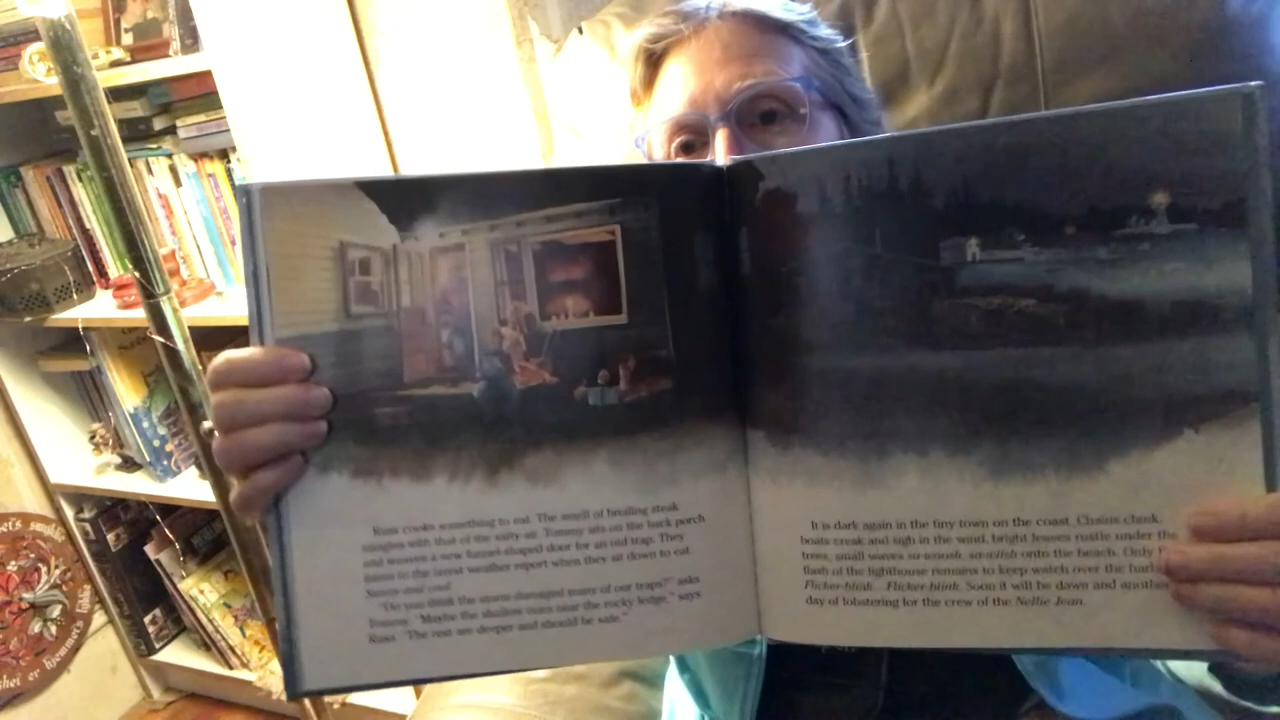 Russ cooks something to eat. The smell of broiling steak
mingles with that of the salty air. Tommy sits on the back porch
and weaves a new funnel-shaped door for an old trap. They
listen to the latest weather report when they sit down to eat.
Sunny and cool.
"Do you think the storm damaged many of our traps?" asks
Tommy. "Maybe the shallow ones near the rocky ledge," says
Russ. "The rest are deeper and should be safe."
It is dark again in the tiny town on the coast. Chains clank,
boats creak and sigh in the wind, bright leaves rustle under the
trees, small waves sa-woosh, sa-wiish onto the beach. Only
flash of the lighthouse remains to keep watch over the
Flicker-blink. Flicker-blink. Soon it will be dawn and another
day of lobstering for the crew of the Nellie Jean.